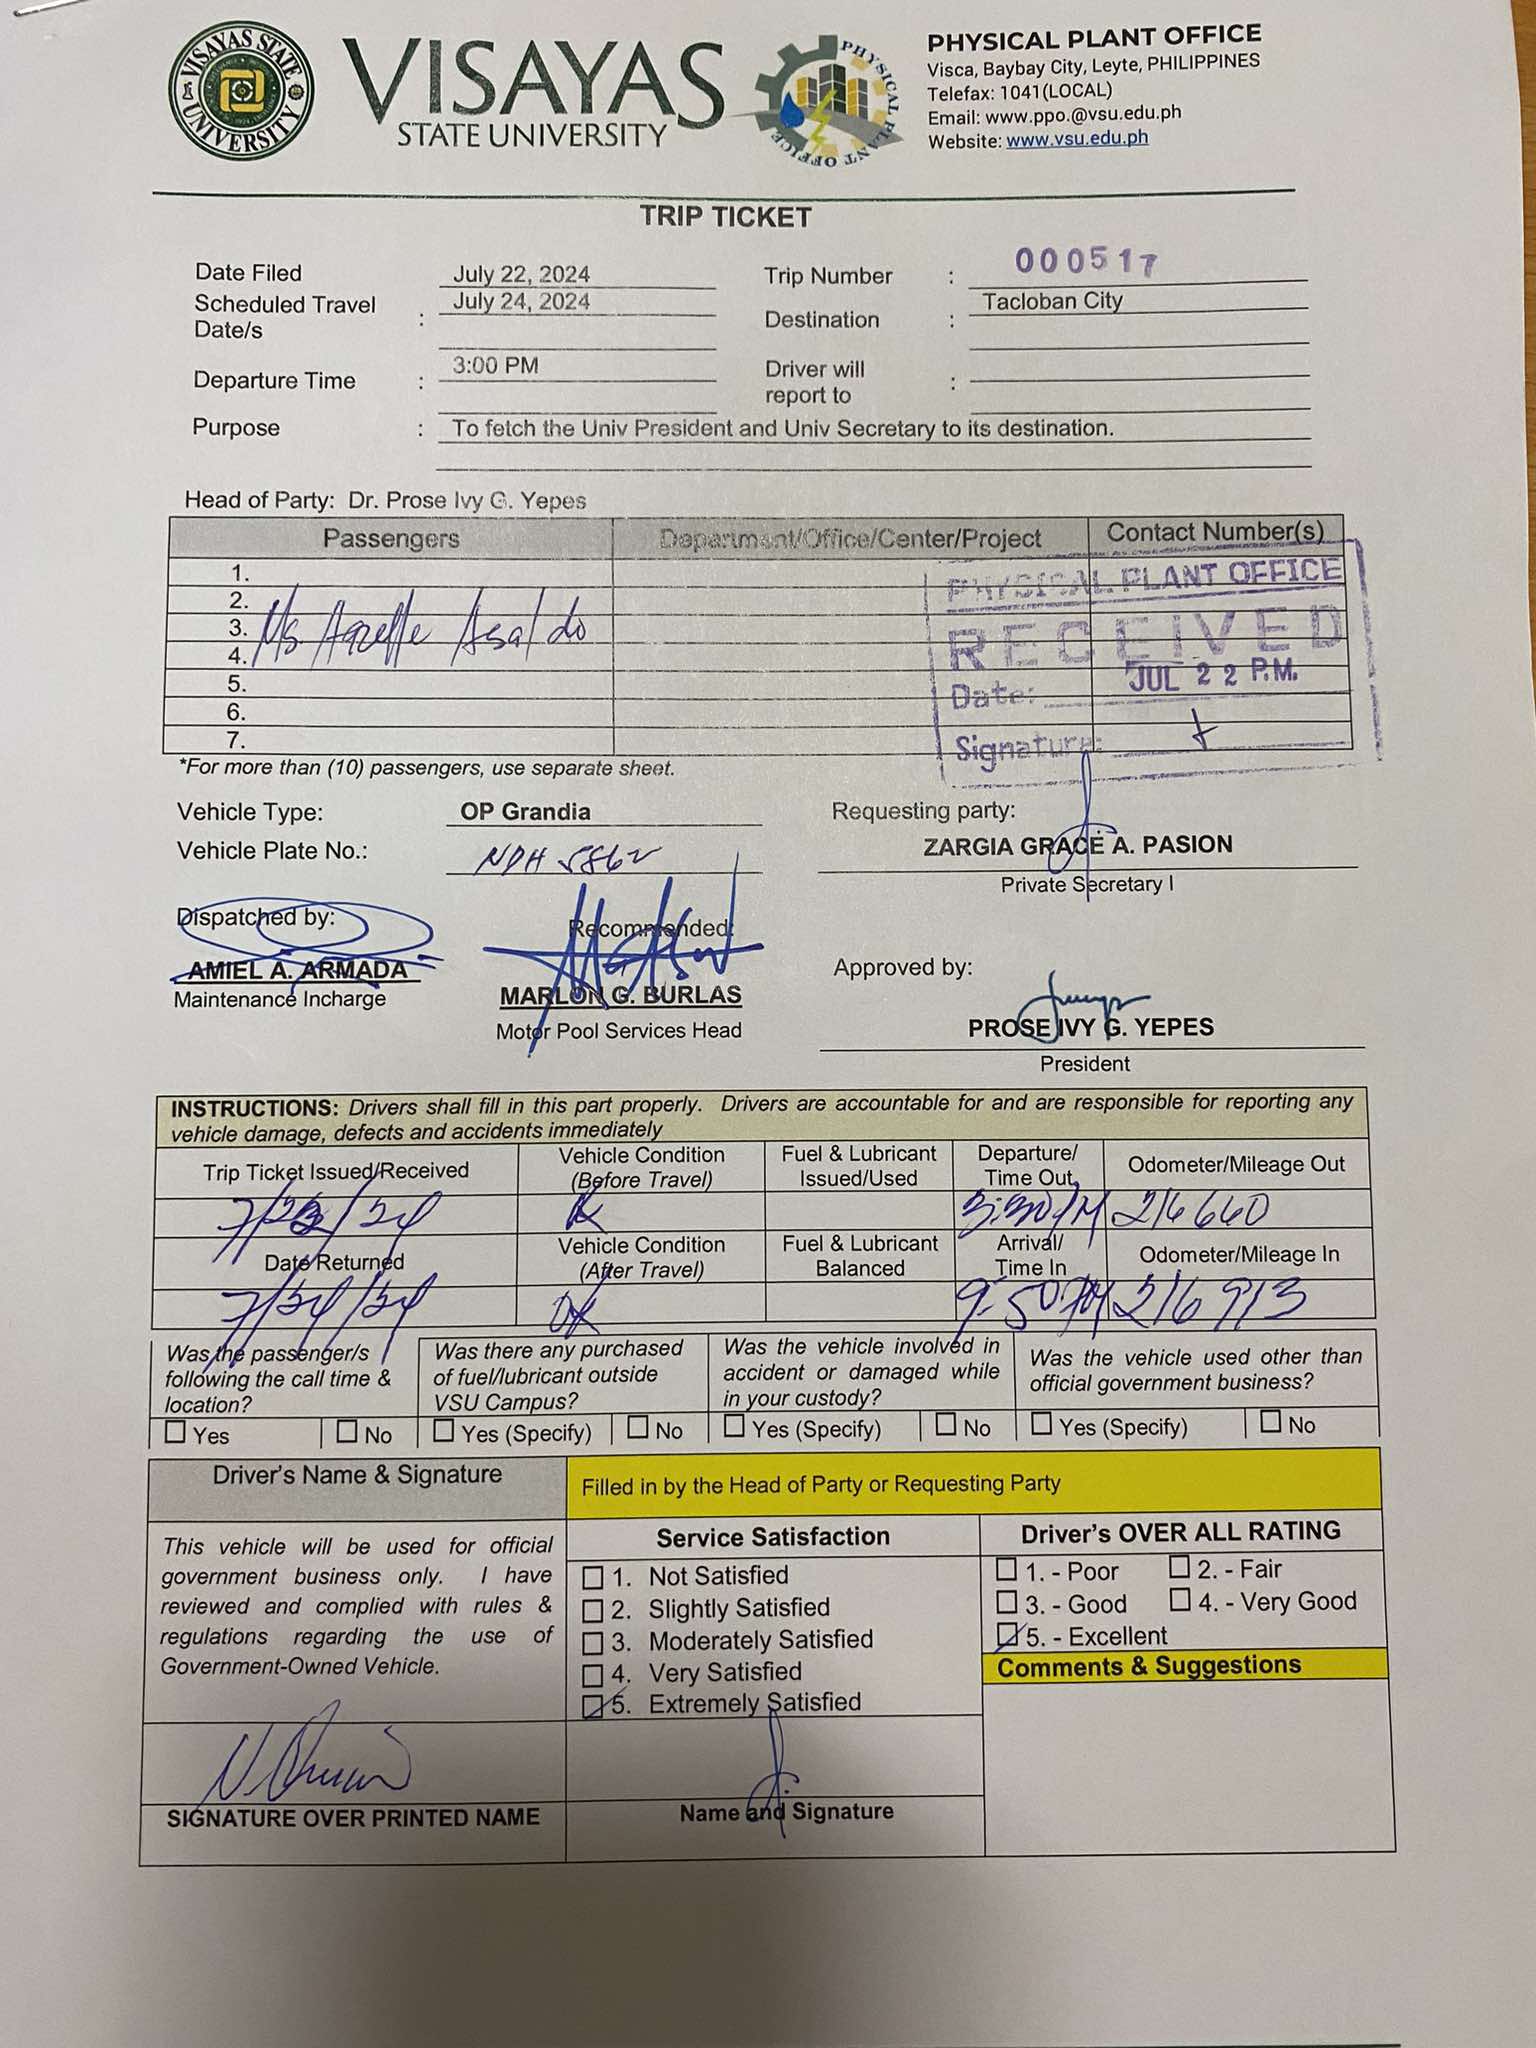 VISAYAS STATE UNIVERSITY
VISAYAS
STATE UNIVERSITY
PHYSICAL PLANT OFFICE
PHYSICAL PLANT OFFICE
Visca, Baybay City, Leyte, PHILIPPINES
Telefax: 1041(LOCAL)
Email: www.ppo.@vsu.edu.ph
Website: www.vsu.edu.ph
TRIP TICKET
Date Filed July 22, 2024 Trip Number : 000517
Scheduled Travel Date/s : July 24, 2024 Destination : Tacloban City
Departure Time : 3:00 PM Driver will report to :
Purpose : To fetch the Univ President and Univ Secretary to its destination.
Head of Party: Dr. Prose Ivy G. Yepes
Passengers Department/Office/Center/Project Contact Number(s)
1.
2.
3. Ms. Asaldo
4.
5.
6.
7.
PHYSICAL PLANT OFFICE
RECEIVED
Date: JUL 22 P.M.
Signature:
*For more than (10) passengers, use separate sheet.
Vehicle Type: OP Grandia Requesting party:
Vehicle Plate No.: 5862 ZARGIA GRACE A. PASION
Private Secretary I
Dispatched by: Recommended:
Approved by:
AMIEL A. ARMADA
Maintenance Incharge
MARLON G. BURLAS
Motor Pool Services Head
PROSE IVY G. YEPES
President
INSTRUCTIONS: Drivers shall fill in this part properly. Drivers are accountable for and are responsible for reporting any
vehicle damage, defects and accidents immediately
Trip Ticket Issued/Received Vehicle Condition (Before Travel) Fuel & Lubricant Issued/Used Departure/ Time Out Odometer/Mileage Out
3:30PM 216660
Date Returned Vehicle Condition (After Travel) Fuel & Lubricant Balanced Arrival/ Time In Odometer/Mileage In
7/24/24 OK 9:50PM 216913
Was the passenger/s following the call time & location?
Yes No
Was there any purchased of fuel/lubricant outside VSU Campus?
Yes (Specify) No
Was the vehicle involved in accident or damaged while in your custody?
Yes (Specify) No
Was the vehicle used other than official government business?
Yes (Specify) No
Driver's Name & Signature
Filled in by the Head of Party or Requesting Party
This vehicle will be used for official
government business only. I have
reviewed and complied with rules &
regulations regarding the use of
Government-Owned Vehicle.
SIGNATURE OVER PRINTED NAME
Service Satisfaction
1. Not Satisfied
2. Slightly Satisfied
3. Moderately Satisfied
4. Very Satisfied
5. Extremely Satisfied
Name and Signature
Driver's OVER ALL RATING
1. - Poor 2. - Fair
3. - Good 4. - Very Good
5. - Excellent
Comments & Suggestions